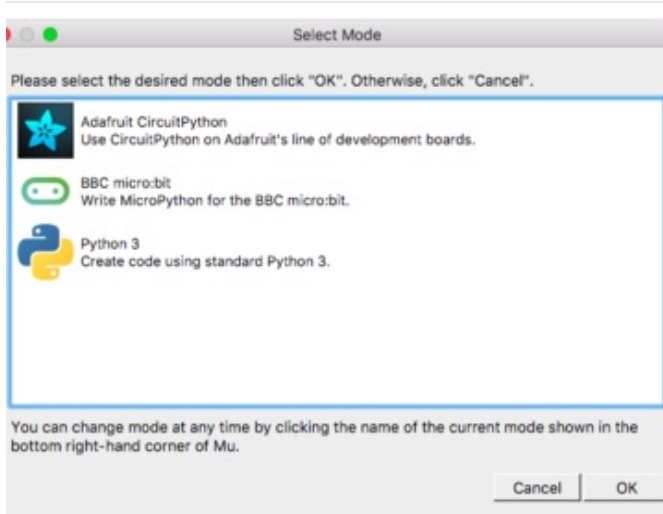 Select Mode
Please select the desired mode then click "OK". Otherwise, click "Cancel".
Adafruit CircuitPython
Use CircuitPython on Adafruit's line of development boards.
BBC micro:bit
Write MicroPython for the BBC micro:bit.
Python 3
Create code using standard Python 3.
You can change mode at any time by clicking the name of the current mode shown in the
bottom right-hand corner of Mu.
Cancel OK